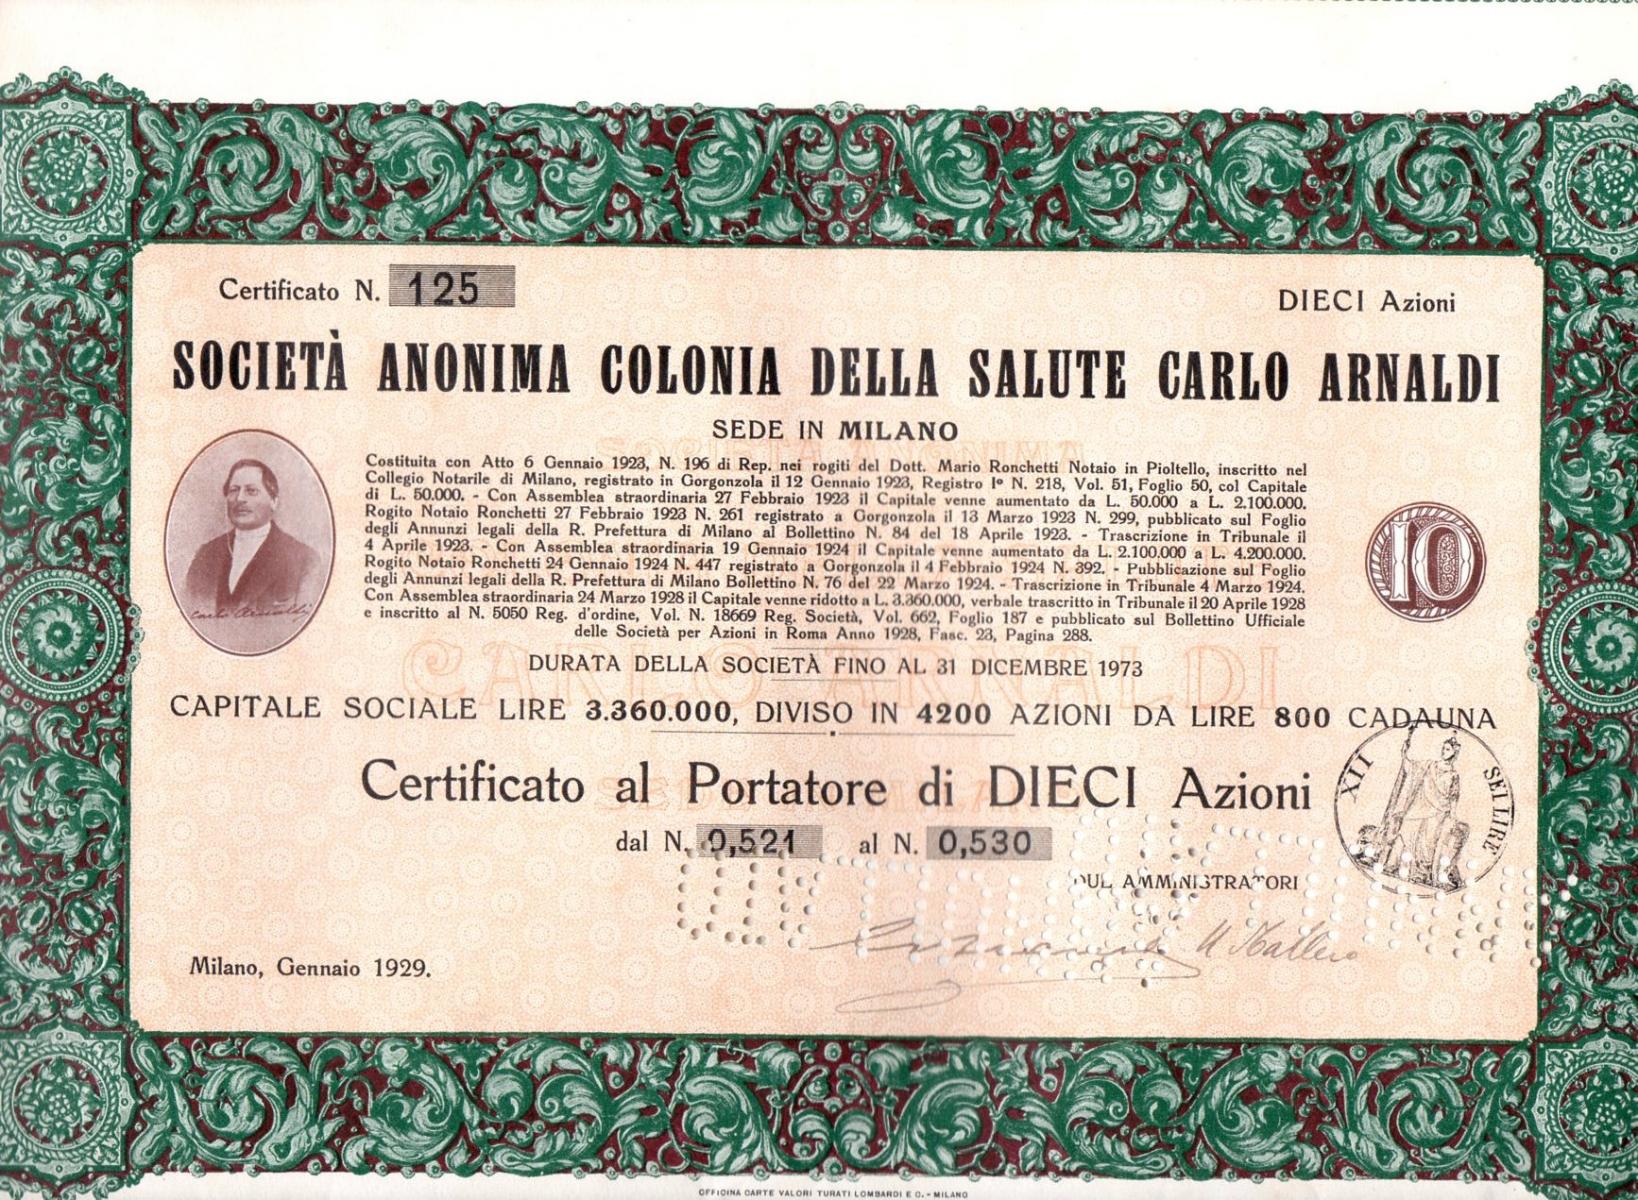 Certificato N. 125
DIECI Azioni
SOCIETÀ ANONIMA COLONIA DELLA SALUTE CARLO ARNALDI
SEDE IN MILANO
Costituita con Atto 6 Gennaio 1923, N. 196 di Rep. nei rogiti del Dott. Mario Ronchetti Notaio in Pioltello, inscritto nel
Collegio Notarile di Milano, registrato in Gorgonzola il 12 Gennaio 1923, Registro Iº N. 218, Vol. 51, Foglio 50, col Capitale
di L. 50.000. - Con Assemblea straordinaria 27 Febbraio 1923 il Capitale venne aumentato da L. 50.000 a L. 2.100.000.
Rogito Notaio Ronchetti 27 Febbraio 1923 N. 261 registrato a Gorgonzola il 13 Marzo 1923 N. 299, pubblicato sul Foglio
degli Annunzi legali della R. Prefettura di Milano al Bollettino N. 84 del 18 Aprile 1923. - Trascrizione in Tribunale il
4 Aprile 1923. - Con Assemblea straordinaria 19 Gennaio 1924 il Capitale venne aumentato da L. 2.100.000 a L. 4.200.000.
Rogito Notaio Ronchetti 24 Gennaio 1924 N. 447 registrato a Gorgonzola il 4 Febbraio 1924 N. 392. - Pubblicazione sul Foglio
degli Annunzi legali della R. Prefettura di Milano Bollettino N. 76 del 22 Marzo 1924. - Trascrizione in Tribunale 4 Marzo 1924.
Con Assemblea straordinaria 24 Marzo 1928 il Capitale venne ridotto a L. 3.360.000, verbale trascritto in Tribunale il 20 Aprile 1928
e inscritto al N. 5050 Reg. d'ordine, Vol. N. 18669 Reg. Società, Vol. 662, Foglio 187 e pubblicato sul Bollettino Ufficiale
delle Società per Azioni in Roma Anno 1928, Fasc. 23, Pagina 288.
Carlo Arnaldi
10
DURATA DELLA SOCIETÀ FINO AL 31 DICEMBRE 1973
CARLO ARNALDI
CAPITALE SOCIALE LIRE 3.360.000, DIVISO IN 4200 AZIONI DA LIRE 800 CADAUNA
Certificato al Portatore di DIECI Azioni
XII SEI LIRE
dal N. 0,521 al N. 0,530
DUE AMMINISTRATORI
Milano, Gennaio 1929.
OFFICINA CARTE VALORI TURATI LOMBARDI E C. - MILANO